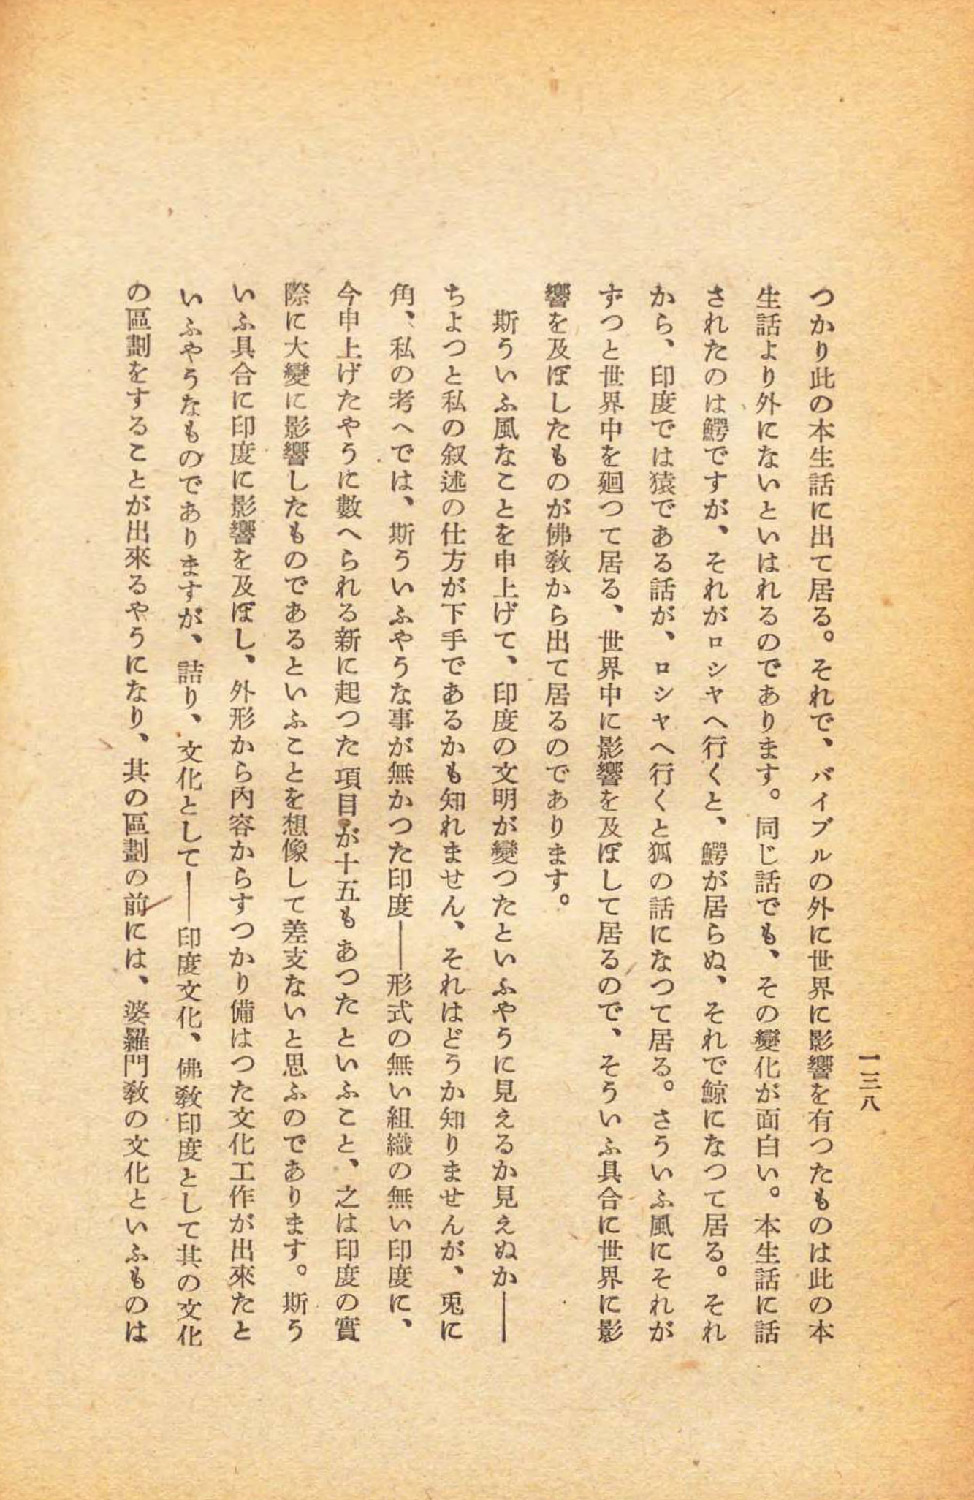 一三八
つかり此の本生話に出て居る。それで、バイブルの外に世界に影響を有つたものは此の本
生話より外にないといはれるのであります。同じ話でも、その變化が面白い。本生話に話
されたのは鰐ですが、それがロシヤへ行くと、鰐が居らぬ、それで鯨になつて居る。それ
から、印度では猿である話が、ロシヤへ行くと狐の話になつて居る。さういふ風にそれが
ずつと世界中を廻つて居る、世界中に影響を及ぼして居るので、そういふ具合に世界に影
響を及ぼしたものが佛敎から出て居るのであります。
斯ういふ風なことを申上げて、印度の文明が變つたといふやうに見えるか見えぬか――
ちよつと私の叙述の仕方が下手であるかも知れません、それはどうか知りませんが、兎に
角、私の考へでは、斯ういふやうな事が無かつた印度――形式の無い組織の無い印度に、
今申上げたやうに數へられる新に起つた項目が十五もあつたといふこと、之は印度の實
際に大變に影響したものであるといふことを想像して差支ないと思ふのであります。斯う
いふ具合に印度に影響を及ぼし、外形から內容からすつかり備はつた文化工作が出來たと
いふやうなものでありますが、詰り、文化として――印度文化、佛敎印度として其の文化
の區劃をすることが出來るやうになり、其の區劃の前には、婆羅門敎の文化といふものは